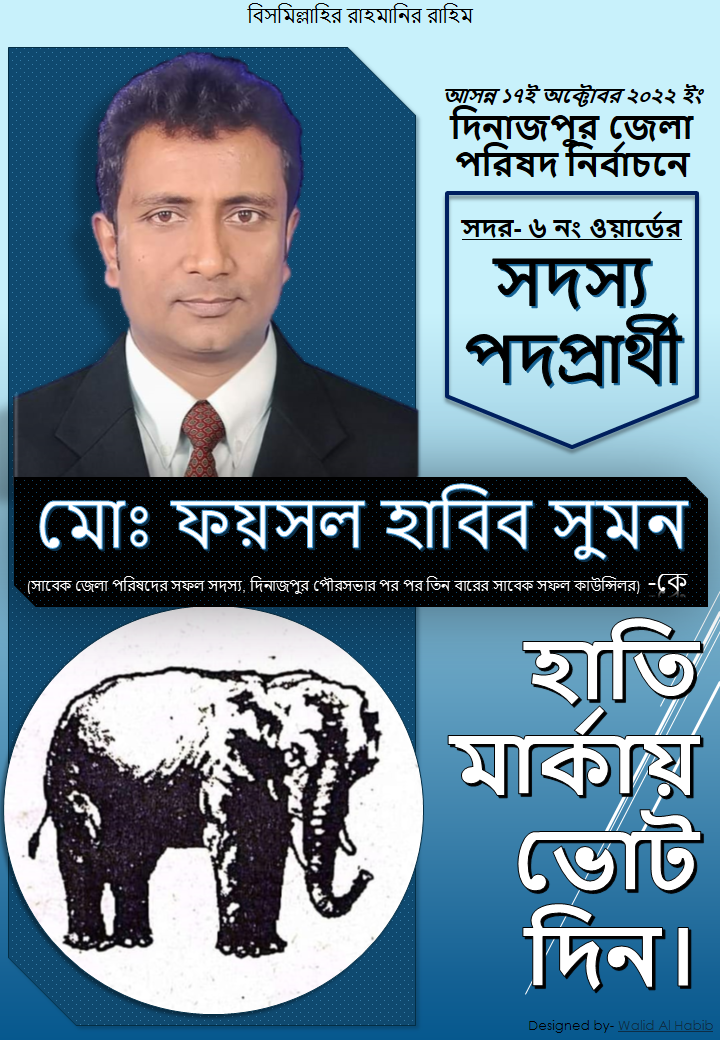 বিসমিল্লাহির রাহমানির রাহিম
আসন্ন ১৭ই অক্টোবর ২০২২ ইং
দিনাজপুর জেলা
পরিষদ নির্বাচনে
সদর- ৬ নং ওয়ার্ডের
সদস্য
পদপ্রার্থী
মোঃ ফয়সল হাবিব সুমন
(সাবেক জেলা পরিষদের সফল সদস্য, দিনাজপুর পৌরসভার পর পর তিন বারের সাবেক সফল কাউন্সিলর) -কে
হাতি
মার্কায়
ভোট
দিন।
Designed by- Walid Al Habib